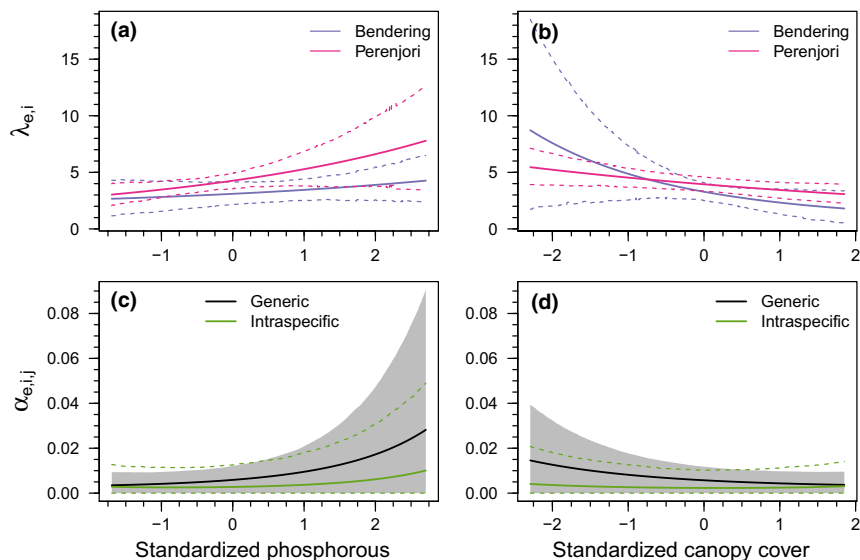 (a)
Bendering
Perenjori
(b)
Bendering
Perenjori
λe,i
15
10
5
0
15
10
5
0
−1 0 1 2
−2 −1 0 1 2
(c)
Generic
Intraspecific
(d)
Generic
Intraspecific
αe,i,j
0.08
0.06
0.04
0.02
0.00
0.08
0.06
0.04
0.02
0.00
−1 0 1 2
−2 −1 0 1 2
Standardized phosphorous
Standardized canopy cover